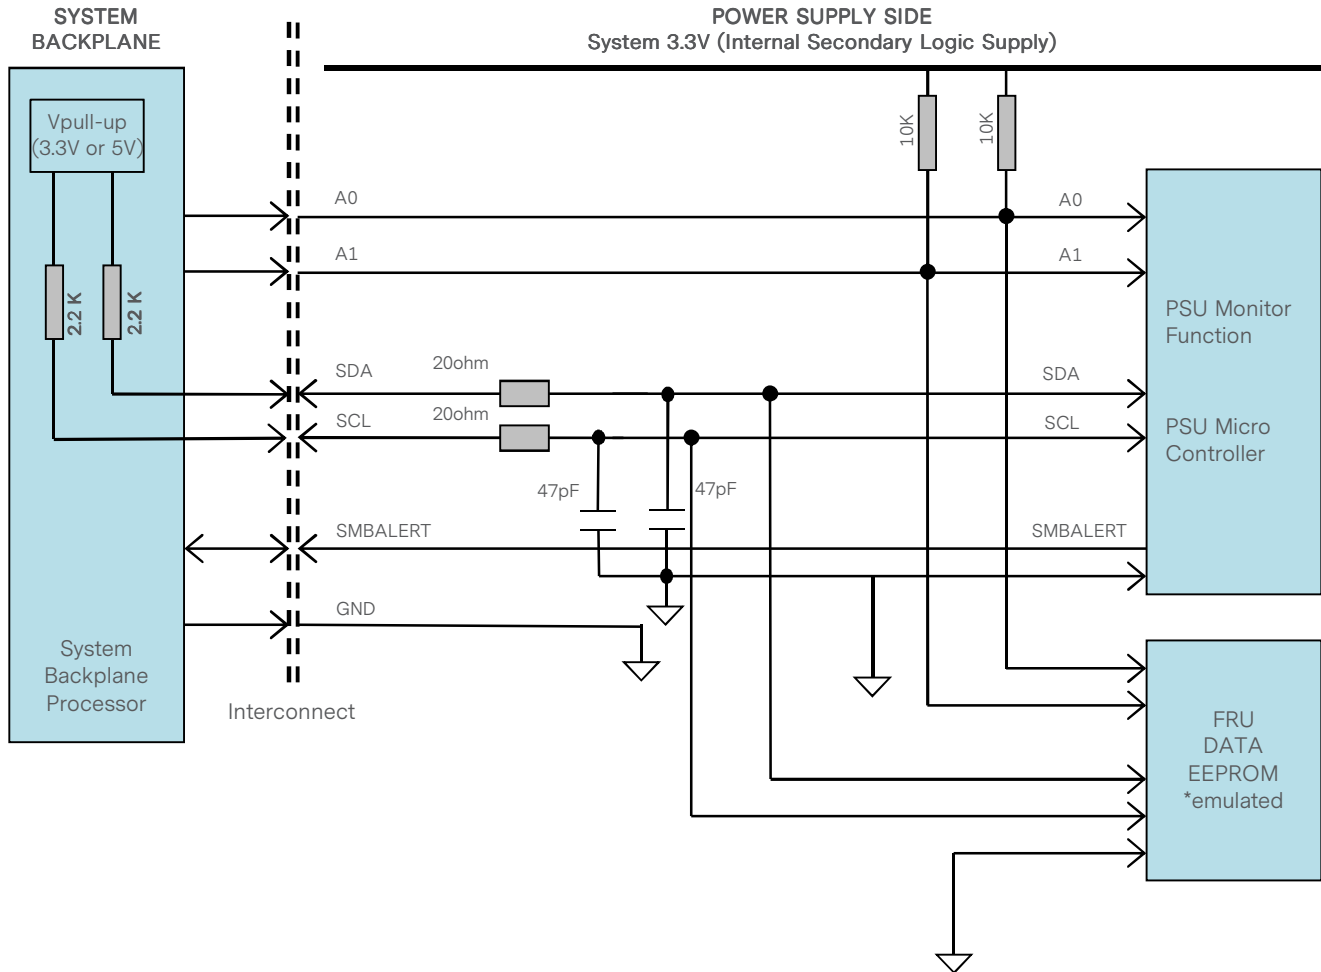 SYSTEM
BACKPLANE
POWER SUPPLY SIDE
System 3.3V (Internal Secondary Logic Supply)
Vpull-up
(3.3V or 5V)
10K
10K
A0
A0
A1
A1
2.2 K
2.2 K
PSU Monitor
Function
SDA
20ohm
SDA
SCL
20ohm
SCL
PSU Micro
Controller
47pF
47pF
SMBALERT
SMBALERT
GND
System
Backplane
Processor
Interconnect
FRU
DATA
EEPROM
*emulated